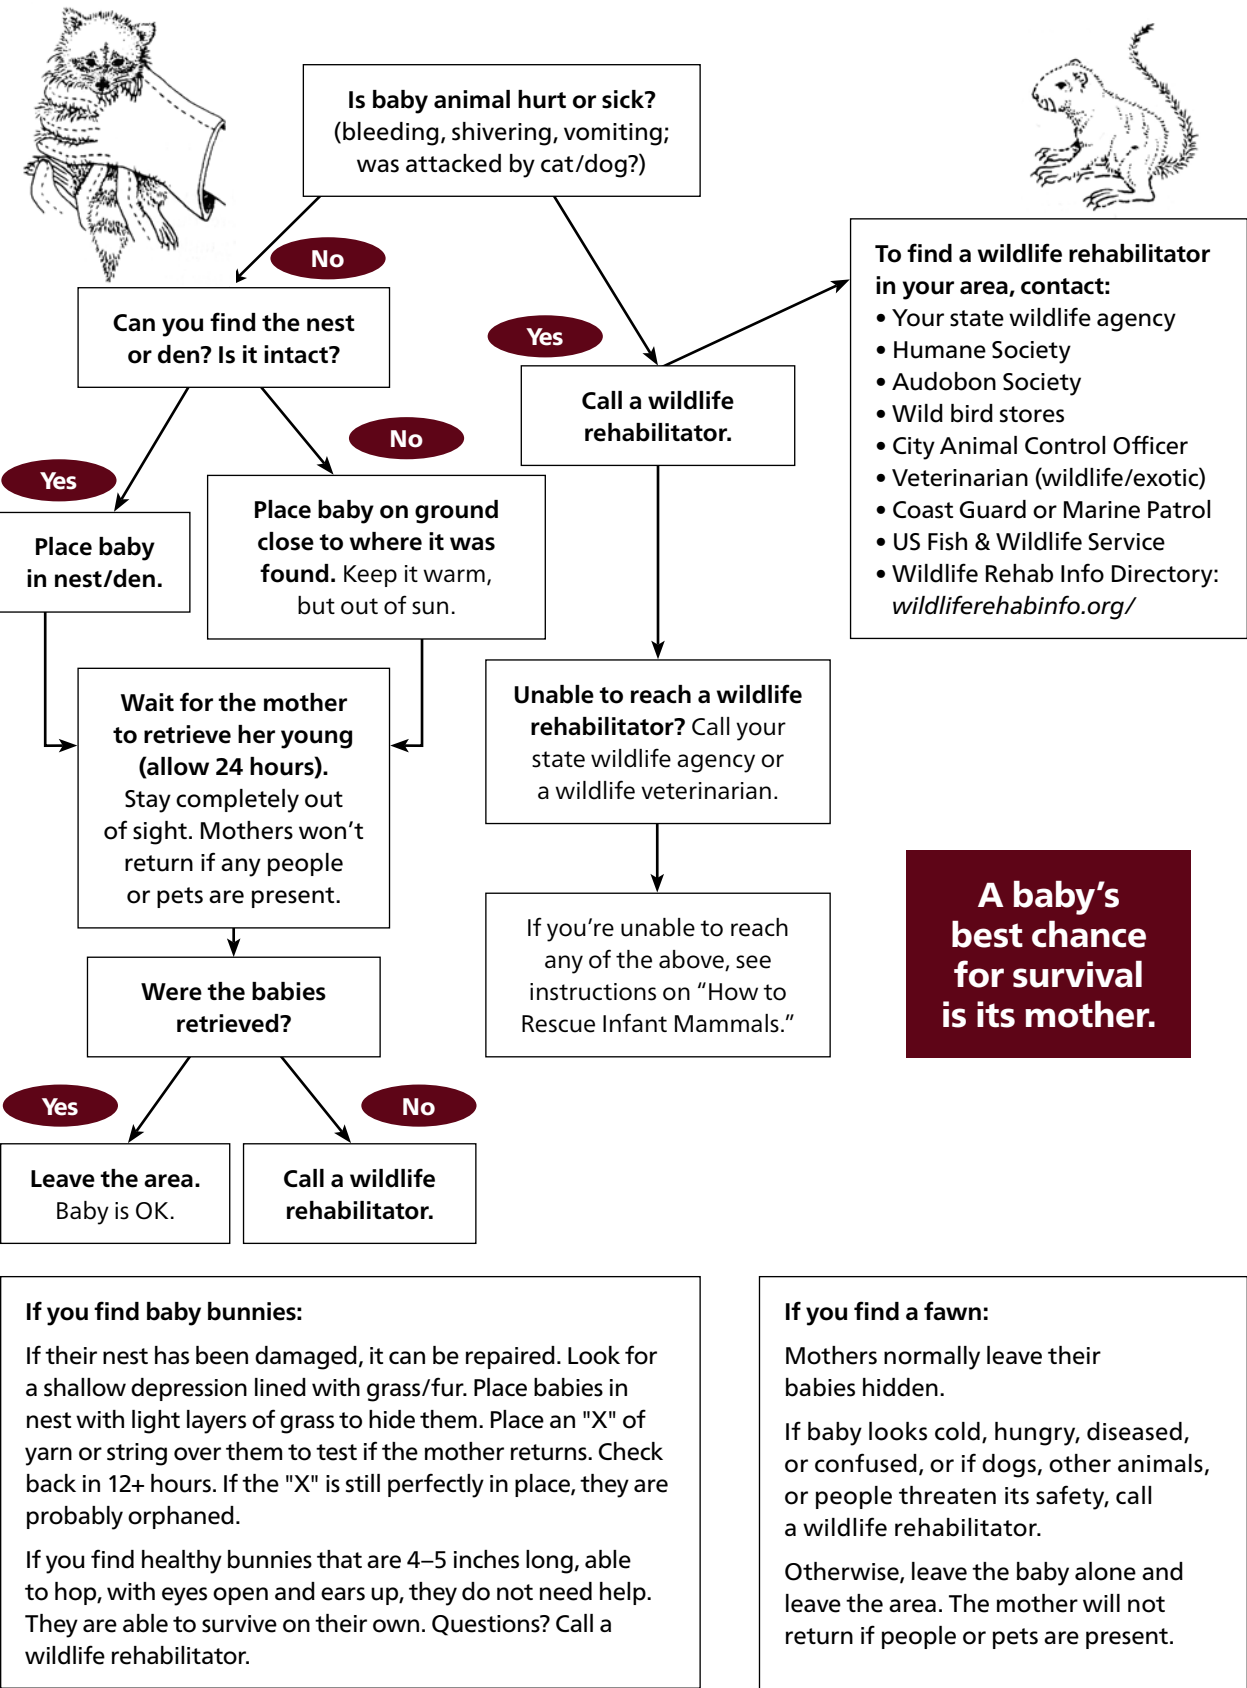 Is baby animal hurt or sick?
(bleeding, shivering, vomiting;
was attacked by cat/dog?)
No
Can you find the nest
or den? Is it intact?
Yes
Place baby
in nest/den.
No
Place baby on ground
close to where it was
found. Keep it warm,
but out of sun.
Wait for the mother
to retrieve her young
(allow 24 hours).
Stay completely out
of sight. Mothers won’t
return if any people
or pets are present.
Were the babies
retrieved?
Yes
Leave the area.
Baby is OK.
No
Call a wildlife
rehabilitator.
Yes
Call a wildlife
rehabilitator.
Unable to reach a wildlife
rehabilitator? Call your
state wildlife agency or
a wildlife veterinarian.
If you’re unable to reach
any of the above, see
instructions on “How to
Rescue Infant Mammals.”
To find a wildlife rehabilitator
in your area, contact:
• Your state wildlife agency
• Humane Society
• Audobon Society
• Wild bird stores
• City Animal Control Officer
• Veterinarian (wildlife/exotic)
• Coast Guard or Marine Patrol
• US Fish & Wildlife Service
• Wildlife Rehab Info Directory:
wildliferehabinfo.org/
A baby’s
best chance
for survival
is its mother.
If you find baby bunnies:
If their nest has been damaged, it can be repaired. Look for
a shallow depression lined with grass/fur. Place babies in
nest with light layers of grass to hide them. Place an "X" of
yarn or string over them to test if the mother returns. Check
back in 12+ hours. If the "X" is still perfectly in place, they are
probably orphaned.
If you find healthy bunnies that are 4–5 inches long, able
to hop, with eyes open and ears up, they do not need help.
They are able to survive on their own. Questions? Call a
wildlife rehabilitator.
If you find a fawn:
Mothers normally leave their
babies hidden.
If baby looks cold, hungry, diseased,
or confused, or if dogs, other animals,
or people threaten its safety, call
a wildlife rehabilitator.
Otherwise, leave the baby alone and
leave the area. The mother will not
return if people or pets are present.